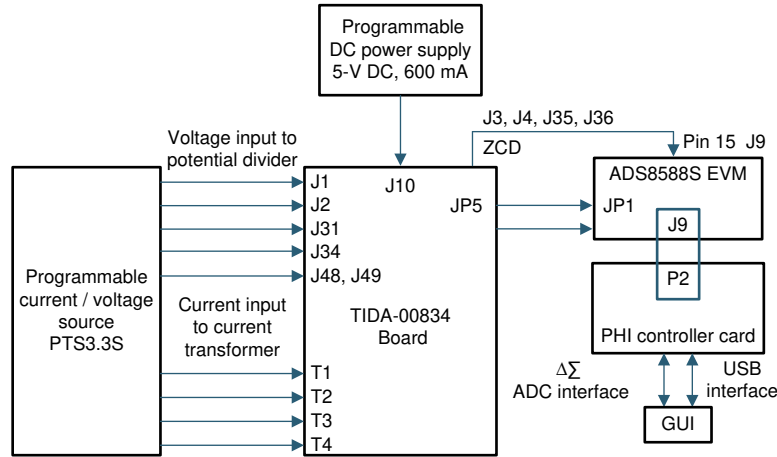 Programmable
DC power supply
5-V DC, 600 mA
J3, J4, J35, J36
ZCD
Pin 15 J9
Voltage input to
potential divider
J1
J2
J31
J34
J48, J49
J10
JP5
ADS8588S EVM
JP1
J9
P2
PHI controller card
Programmable
current / voltage
source
PTS3.3S
Current input
to current
transformer
TIDA-00834
Board
T1
T2
T3
T4
ΔΣ
ADC interface
USB
interface
GUI